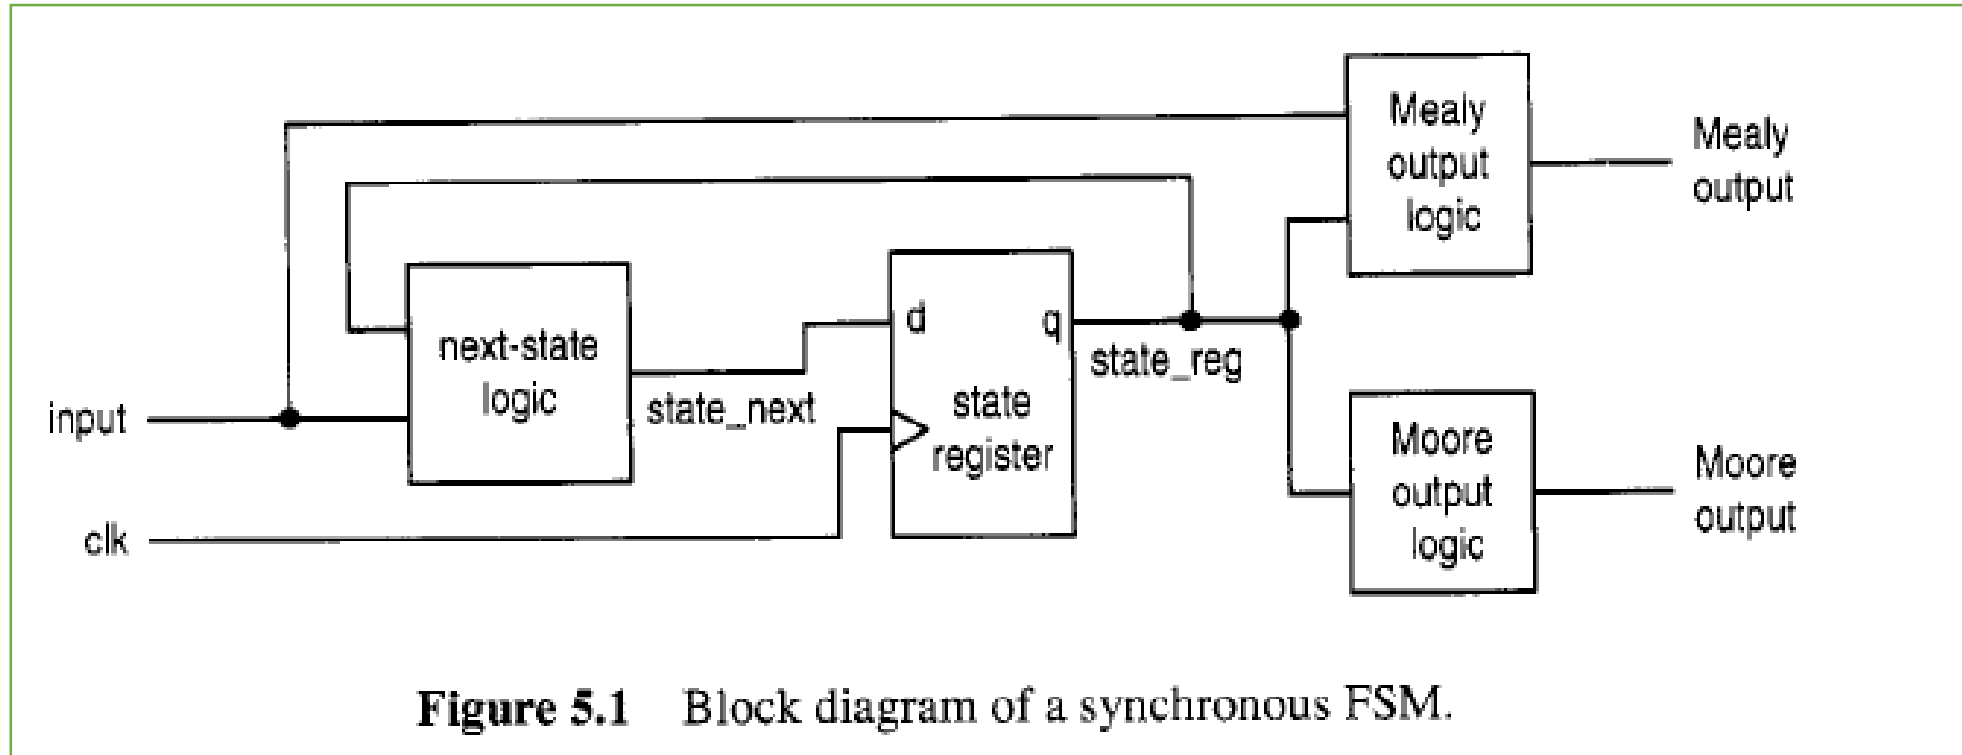 Mealy
output
logic
Mealy
output
next-state
logic
state_next
d
q
state_reg
state
register
input
clk
Moore
output
logic
Moore
output
Figure 5.1 Block diagram of a synchronous FSM.